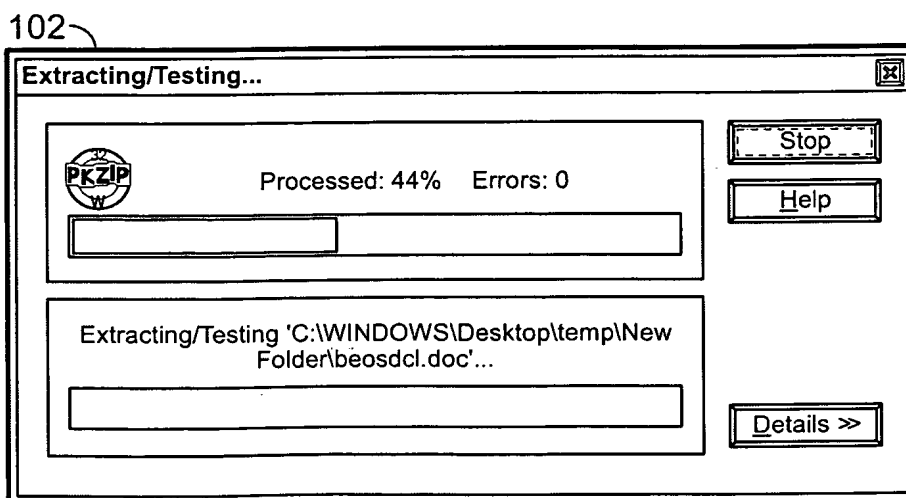 102
Extracting/Testing...
32
PKZIP
W
Processed: 44% Errors: 0
Stop
Help
Extracting/Testing 'C:\WINDOWS\Desktop\temp\New
Folder\beosdcl.doc'...
Details >>